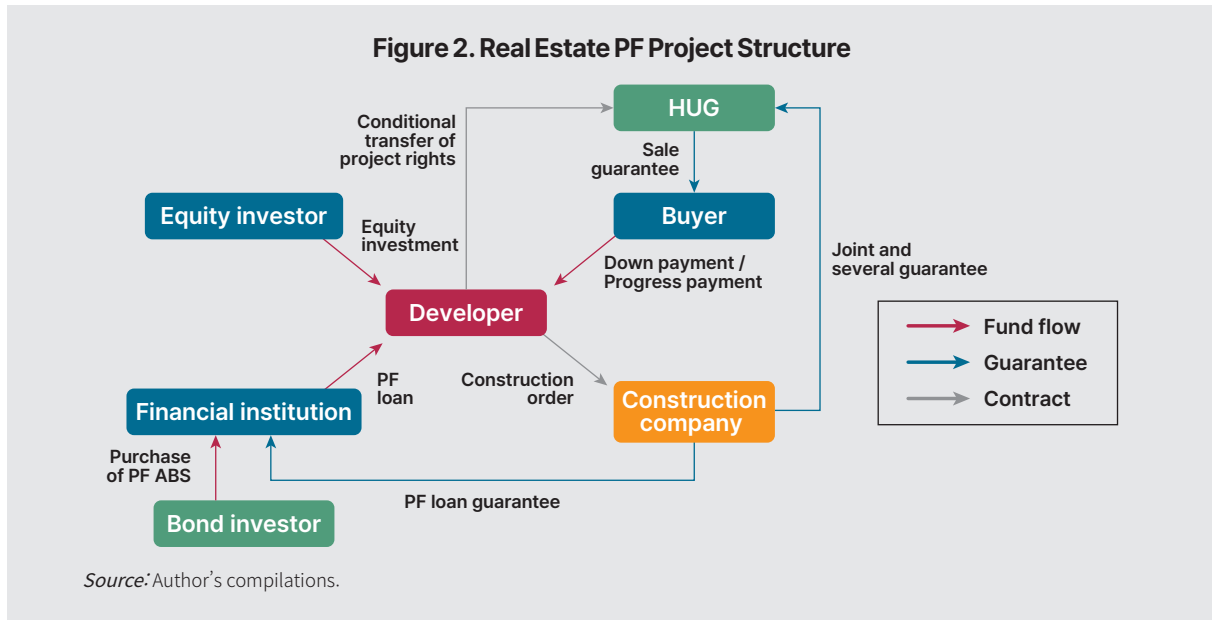 Figure 2. Real Estate PF Project Structure
HUG
Conditional
transfer of
project rights
Sale
guarantee
Equity investor
Buyer
Equity
investment
Joint and
several guarantee
Down payment /
Progress payment
Developer
Fund flow
Guarantee
Contract
PF
loan
Construction
order
Financial institution
Construction
company
Purchase
of PF ABS
PF loan guarantee
Bond investor
Source: Author's compilations.